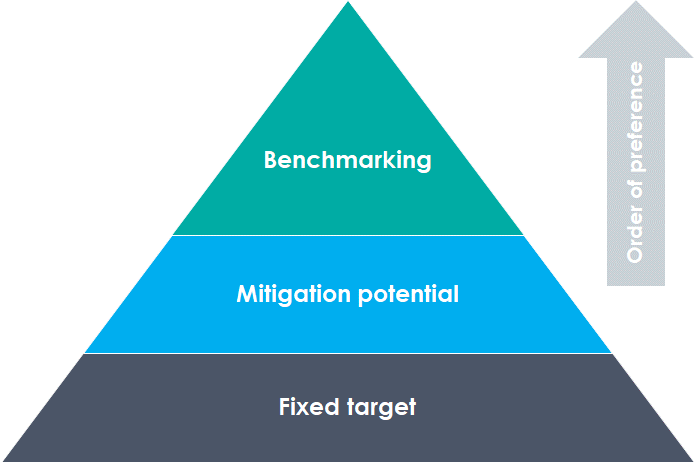 Benchmarking
Order of preference
Mitigation potential
Fixed target